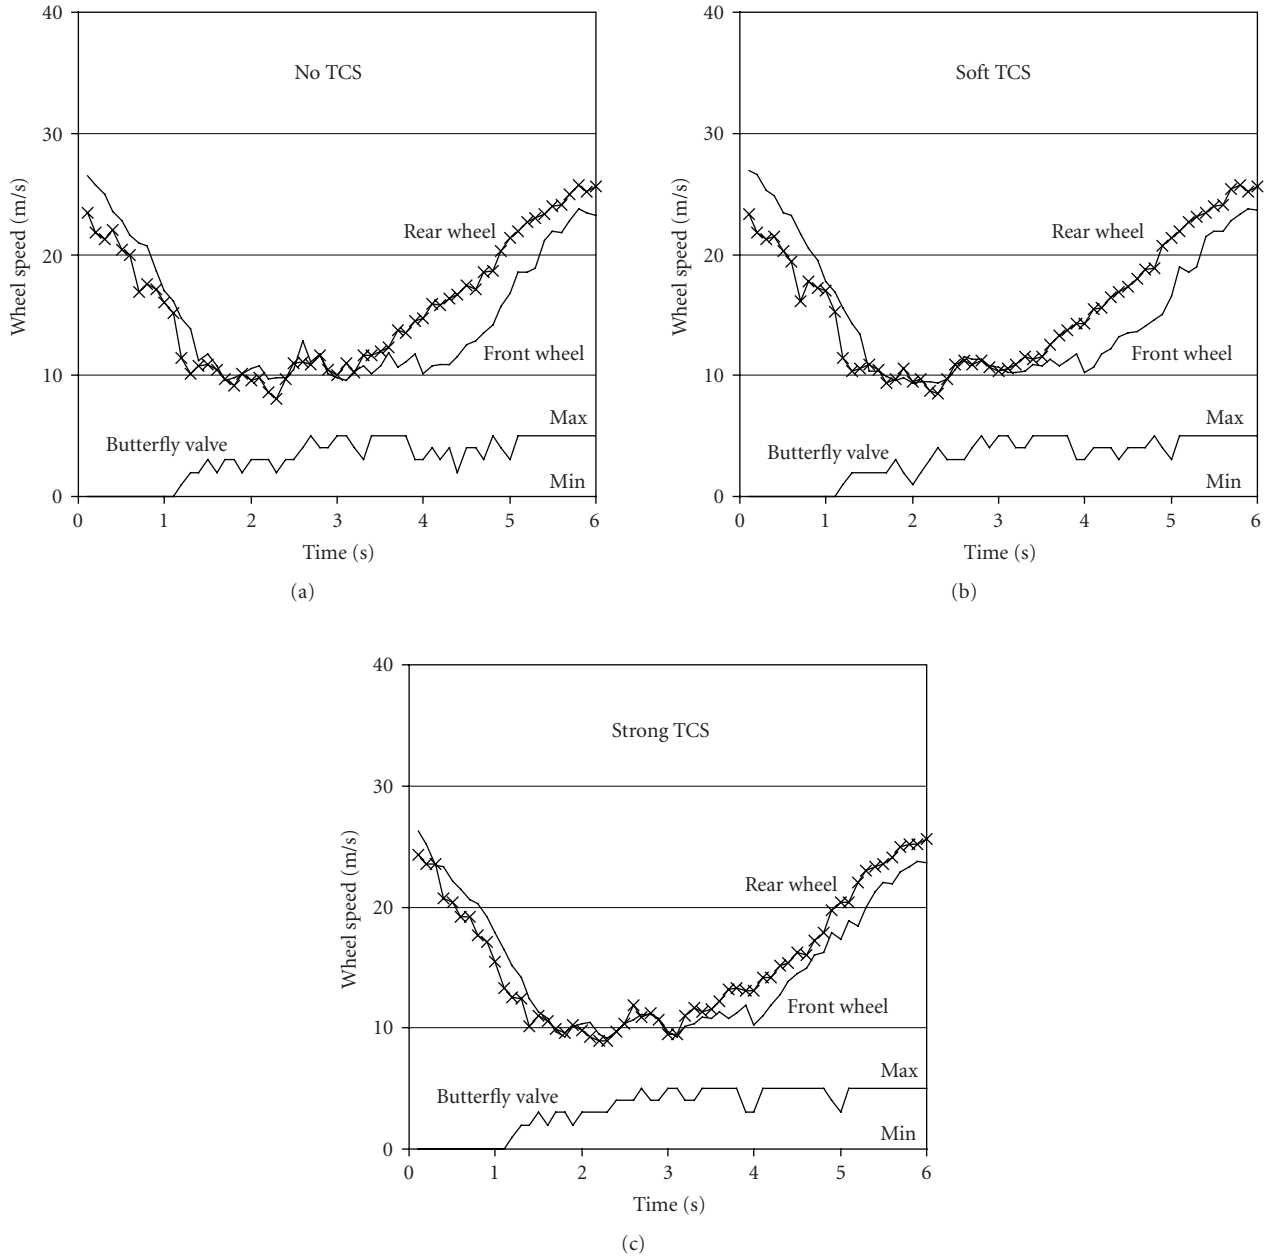 40
30
20
10
0
Wheel speed (m/s)
No TCS
Rear wheel
Front wheel
Butterfly valve
Max
Min
0 1 2 3 4 5 6
Time (s)
(a)
40
30
20
10
0
Wheel speed (m/s)
Soft TCS
Rear wheel
Front wheel
Butterfly valve
Max
Min
0 1 2 3 4 5 6
Time (s)
(b)
40
30
20
10
0
Wheel speed (m/s)
Strong TCS
Rear wheel
Front wheel
Butterfly valve
Max
Min
0 1 2 3 4 5 6
Time (s)
(c)